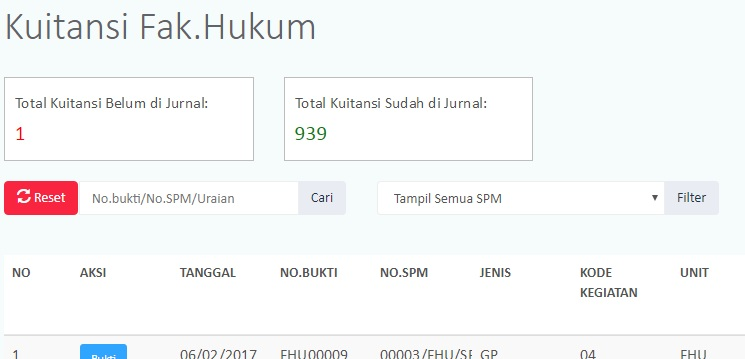 Kuitansi Fak.Hukum
Total Kuitansi Belum di Jurnal:
1
Total Kuitansi Sudah di Jurnal:
939
Reset No.bukti/No.SPM/Uraian Cari Tampil Semua SPM Filter
NO AKSI TANGGAL NO.BUKTI NO.SPM JENIS KODE KEGIATAN UNIT
1 Bukti 06/02/2017 FHU00009 00003/FHU/SF GP 04 FHU